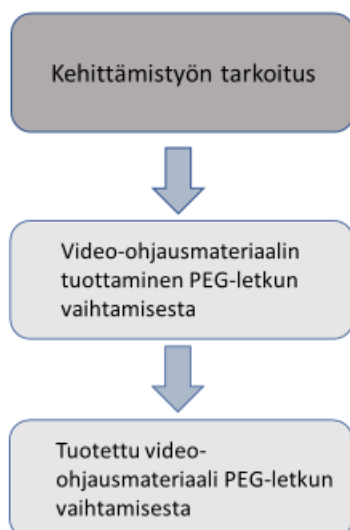 Kehittämistyön tarkoitus
Video-ohjausmateriaalin
tuottaminen PEG-letkun
vaihtamisesta
Tuotettu video-
ohjausmateriaali PEG-letkun
vaihtamisesta